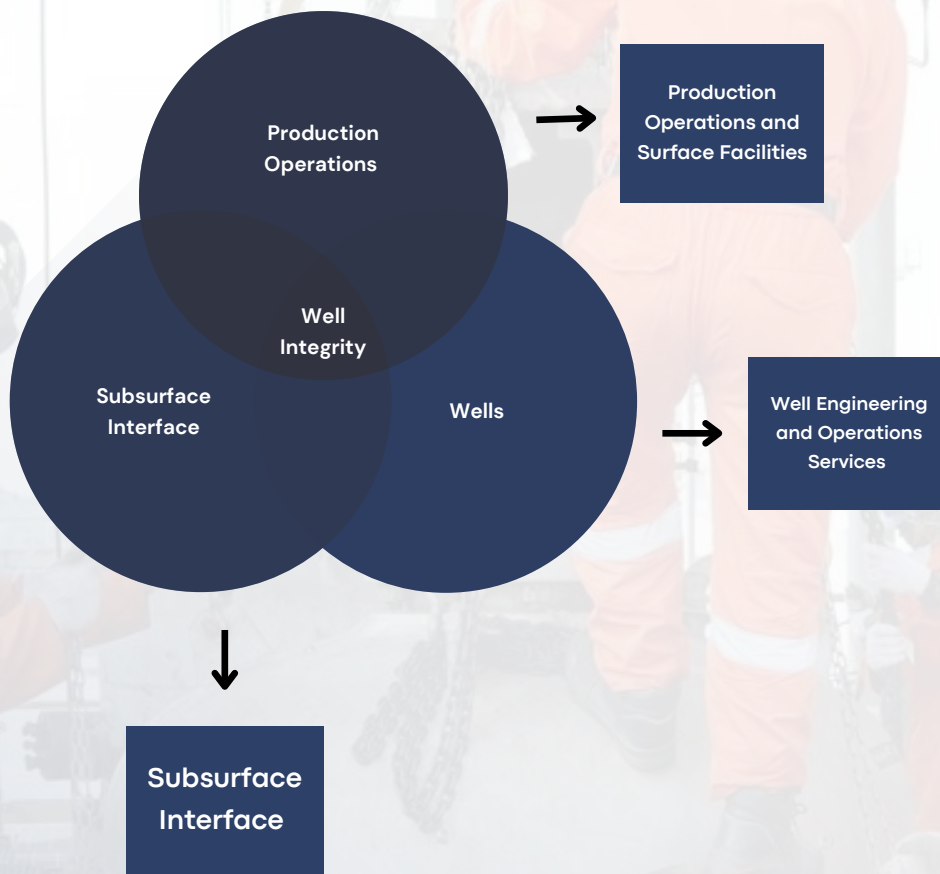 Production
Operations
Production
Operations and
Surface Facilities
Well
Integrity
Subsurface
Interface
Wells
Well Engineering
and Operations
Services
Subsurface
Interface